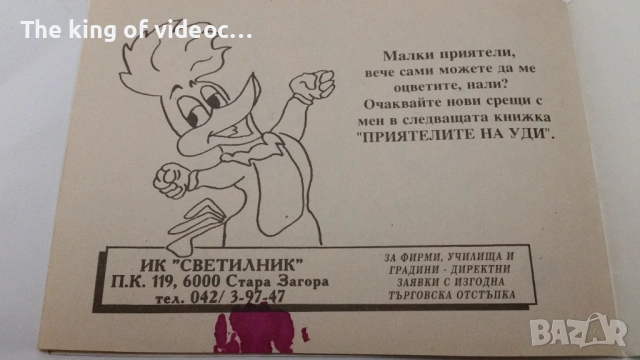 The king of videoc...
Малки приятели,
вече сами можете да ме
оцветите, нали?
Очаквайте нови срещи с
мен в следващата книжка
"ПРИЯТЕЛИТЕ НА УДИ".
ИК "СВЕТИЛНИК"
П.К. 119, 6000 Стара Загора
тел. 042/ 3-97-47
ЗА ФИРМИ, УЧИЛИЩА И
ГРАДИНИ - ДИРЕКТНИ
ЗАЯВКИ С ИЗГОДНА
ТЪРГОВСКА ОТСТЪПКА
BAZAR